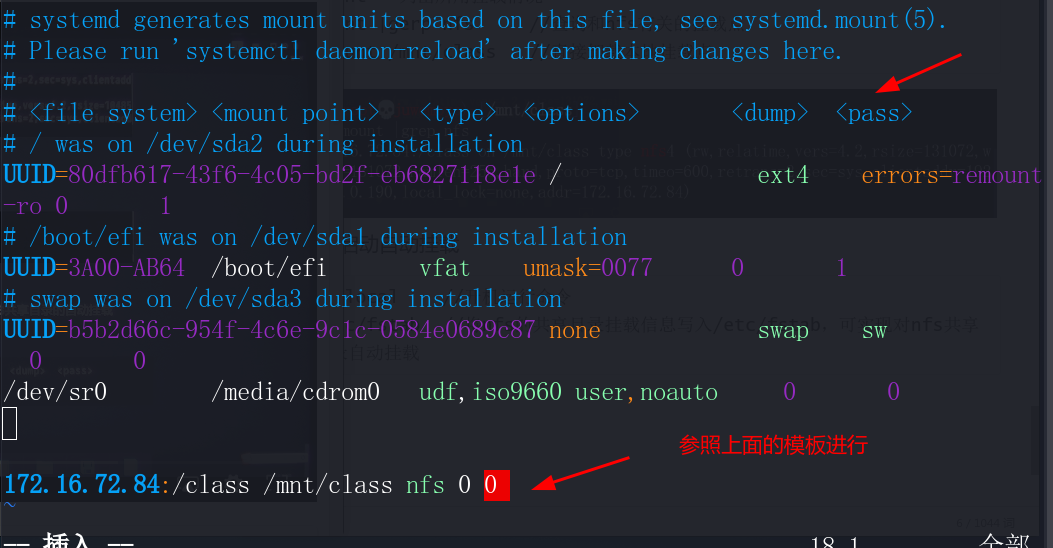 # systemd generates mount units based on this file, see systemd.mount(5).
# Please run 'systemctl daemon-reload' after making changes here.
#
# <file system> <mount point>   <type>  <options>       <dump>  <pass>
# / was on /dev/sda2 during installation
UUID=80dfb617-43f6-4c05-bd2f-eb6827118e1e /               ext4    errors=remount
-ro 0       1
# /boot/efi was on /dev/sda1 during installation
UUID=3A00-AB64  /boot/efi       vfat    umask=0077      0       1
# swap was on /dev/sda3 during installation
UUID=b5b2d66c-954f-4c6e-9c1c-0584e0689c87 none            swap    sw
  0       0
/dev/sr0        /media/cdrom0   udf,iso9660 user,noauto     0       0
参照上面的模板进行
172.16.72.84:/class /mnt/class nfs 0 0
~
-- 插入 --                                                    18,1         全部